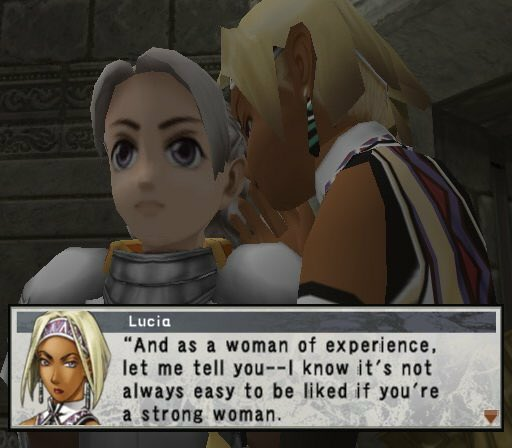 Lucia
“And as a woman of experience,
let me tell you--I know it's not
always easy to be liked if you're
a strong woman.